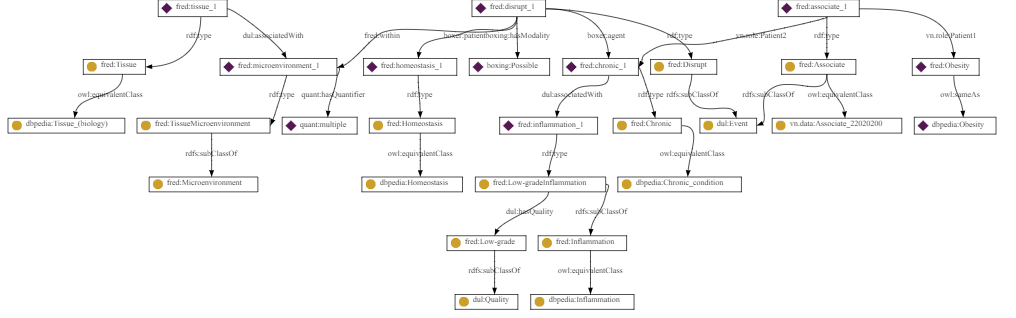 fred:tissue_1 fred:disrupt_1 fred:associate_1
rdf:type dul:associatedWith fred:within boxer:patient boxing:hasModality boxer:agent rdf:type vn.role:Patient2 rdf:type vn.role:Patient1
fred:Tissue fred:microenvironment_1 fred:homeostasis_1 boxing:Possible fred:chronic_1 fred:Disrupt fred:Associate fred:Obesity
owl:equivalentClass rdf:type quant:hasQuantifier rdf:type dul:associatedWith rdf:type rdfs:subClassOf rdfs:subClassOf owl:equivalentClass owl:sameAs
dbpedia:Tissue_(biology) fred:TissueMicroenvironment quant:multiple fred:Homeostasis fred:inflammation_1 fred:Chronic dul:Event vn.data:Associate_22020200 dbpedia:Obesity
rdfs:subClassOf owl:equivalentClass rdf:type owl:equivalentClass
fred:Microenvironment dbpedia:Homeostasis fred:Low-gradeInflammation dbpedia:Chronic_condition
dul:hasQuality rdfs:subClassOf
fred:Low-grade fred:Inflammation
rdfs:subClassOf owl:equivalentClass
dul:Quality dbpedia:Inflammation